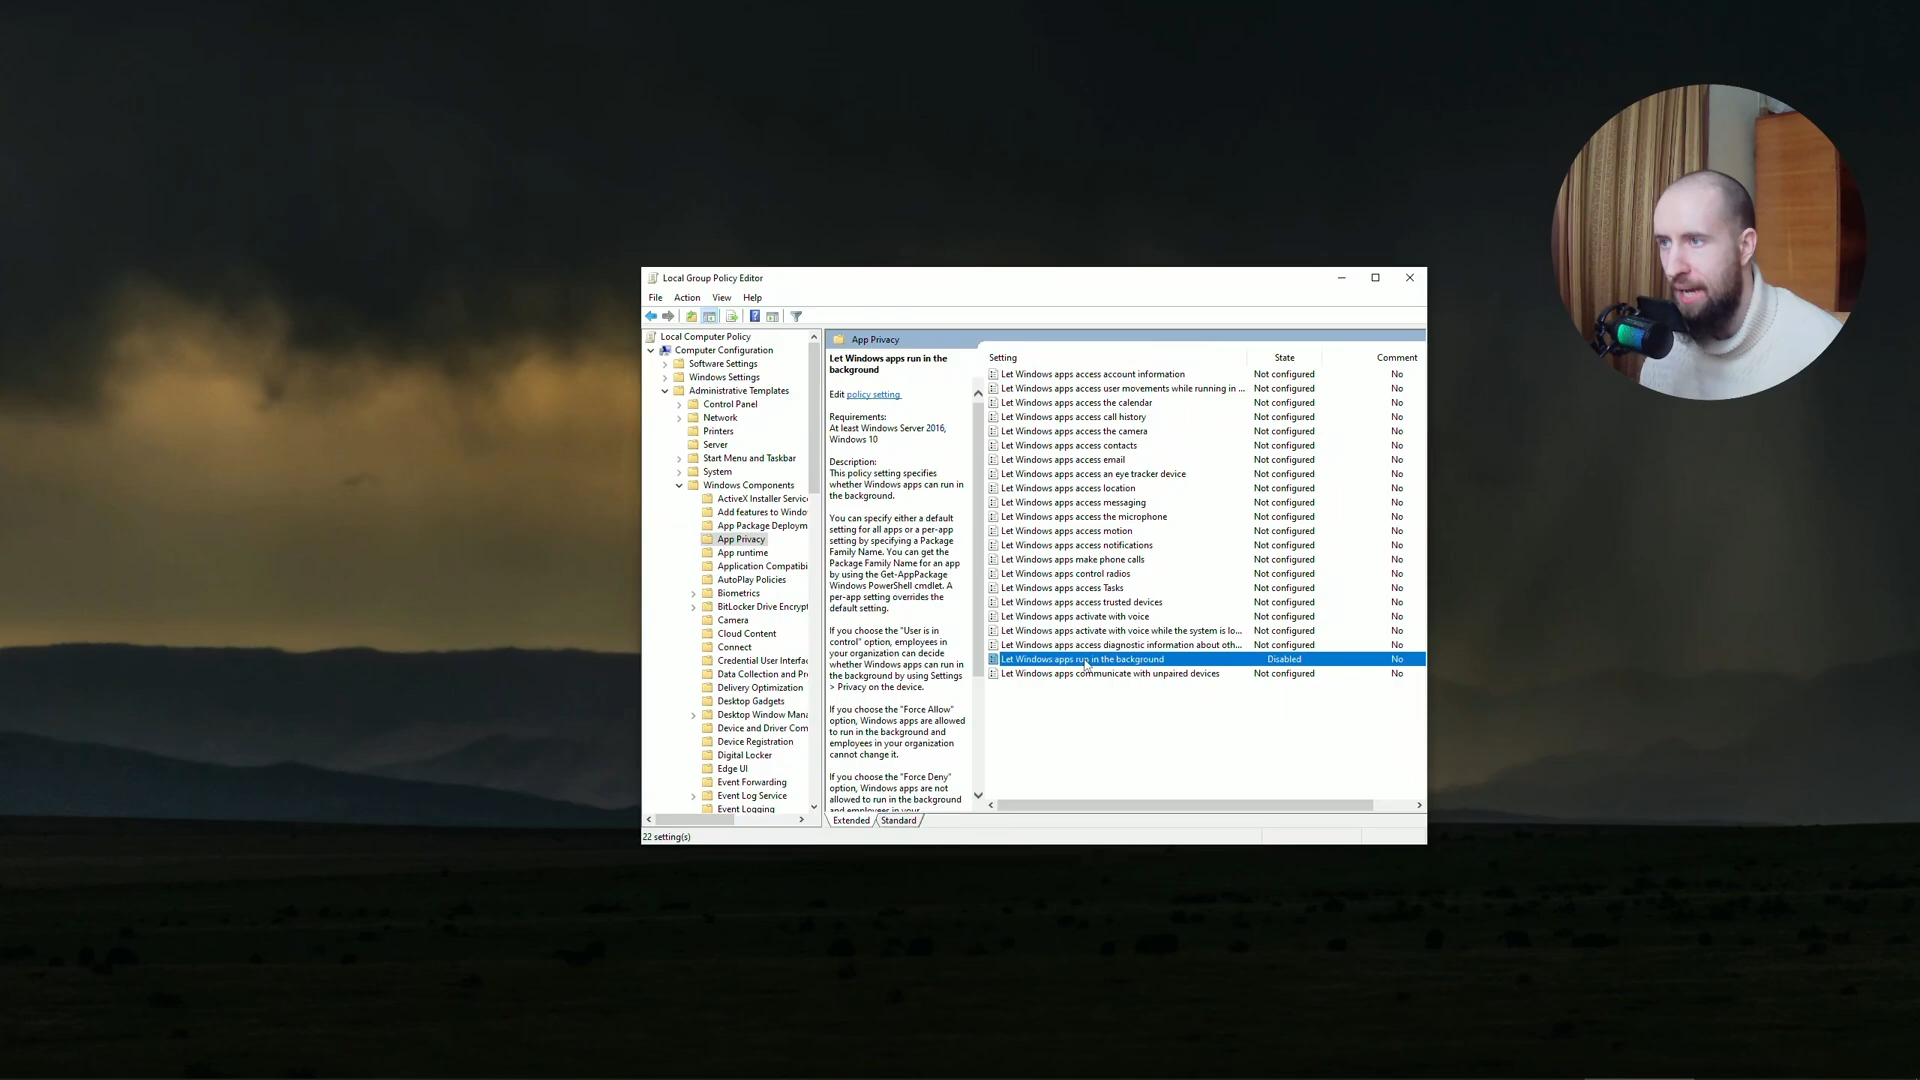 Local Group Policy Editor
File Action View Help
Local Computer Policy
Computer Configuration
Software Settings
Windows Settings
Administrative Templates
Control Panel
Network
Printers
Server
Start Menu and Taskbar
System
Windows Components
ActiveX Installer Service
Add features to Windo
App Package Deploym
App Privacy
App runtime
Application Compatibi
AutoPlay Policies
Biometrics
BitLocker Drive Encrypt
Camera
Cloud Content
Connect
Credential User Interfac
Data Collection and Pr
Delivery Optimization
Desktop Gadgets
Desktop Window Mana
Device and Driver Com
Device Registration
Digital Locker
Edge UI
Event Forwarding
Event Log Service
Event Logging
App Privacy
Let Windows apps run in the
background
Edit policy setting
Requirements:
At least Windows Server 2016,
Windows 10
Description:
This policy setting specifies
whether Windows apps can run in
the background.
You can specify either a default
setting for all apps or a per-app
setting by specifying a Package
Family Name. You can get the
Package Family Name for an app
by using the Get-AppPackage
Windows PowerShell cmdlet. A
per-app setting overrides the
default setting.
If you choose the "User is in
control" option, employees in
your organization can decide
whether Windows apps can run in
the background by using Settings
> Privacy on the device.
If you choose the "Force Allow"
option, Windows apps are allowed
to run in the background and
employees in your organization
cannot change it.
If you choose the "Force Deny"
option, Windows apps are not
allowed to run in the background
and employees in your
Setting State Comment
Let Windows apps access account information Not configured No
Let Windows apps access user movements while running in ... Not configured No
Let Windows apps access the calendar Not configured No
Let Windows apps access call history Not configured No
Let Windows apps access the camera Not configured No
Let Windows apps access contacts Not configured No
Let Windows apps access email Not configured No
Let Windows apps access an eye tracker device Not configured No
Let Windows apps access location Not configured No
Let Windows apps access messaging Not configured No
Let Windows apps access the microphone Not configured No
Let Windows apps access motion Not configured No
Let Windows apps access notifications Not configured No
Let Windows apps make phone calls Not configured No
Let Windows apps control radios Not configured No
Let Windows apps access Tasks Not configured No
Let Windows apps access trusted devices Not configured No
Let Windows apps activate with voice Not configured No
Let Windows apps activate with voice while the system is lo... Not configured No
Let Windows apps access diagnostic information about oth... Not configured No
Let Windows apps run in the background Disabled No
Let Windows apps communicate with unpaired devices Not configured No
Extended Standard
22 setting(s)